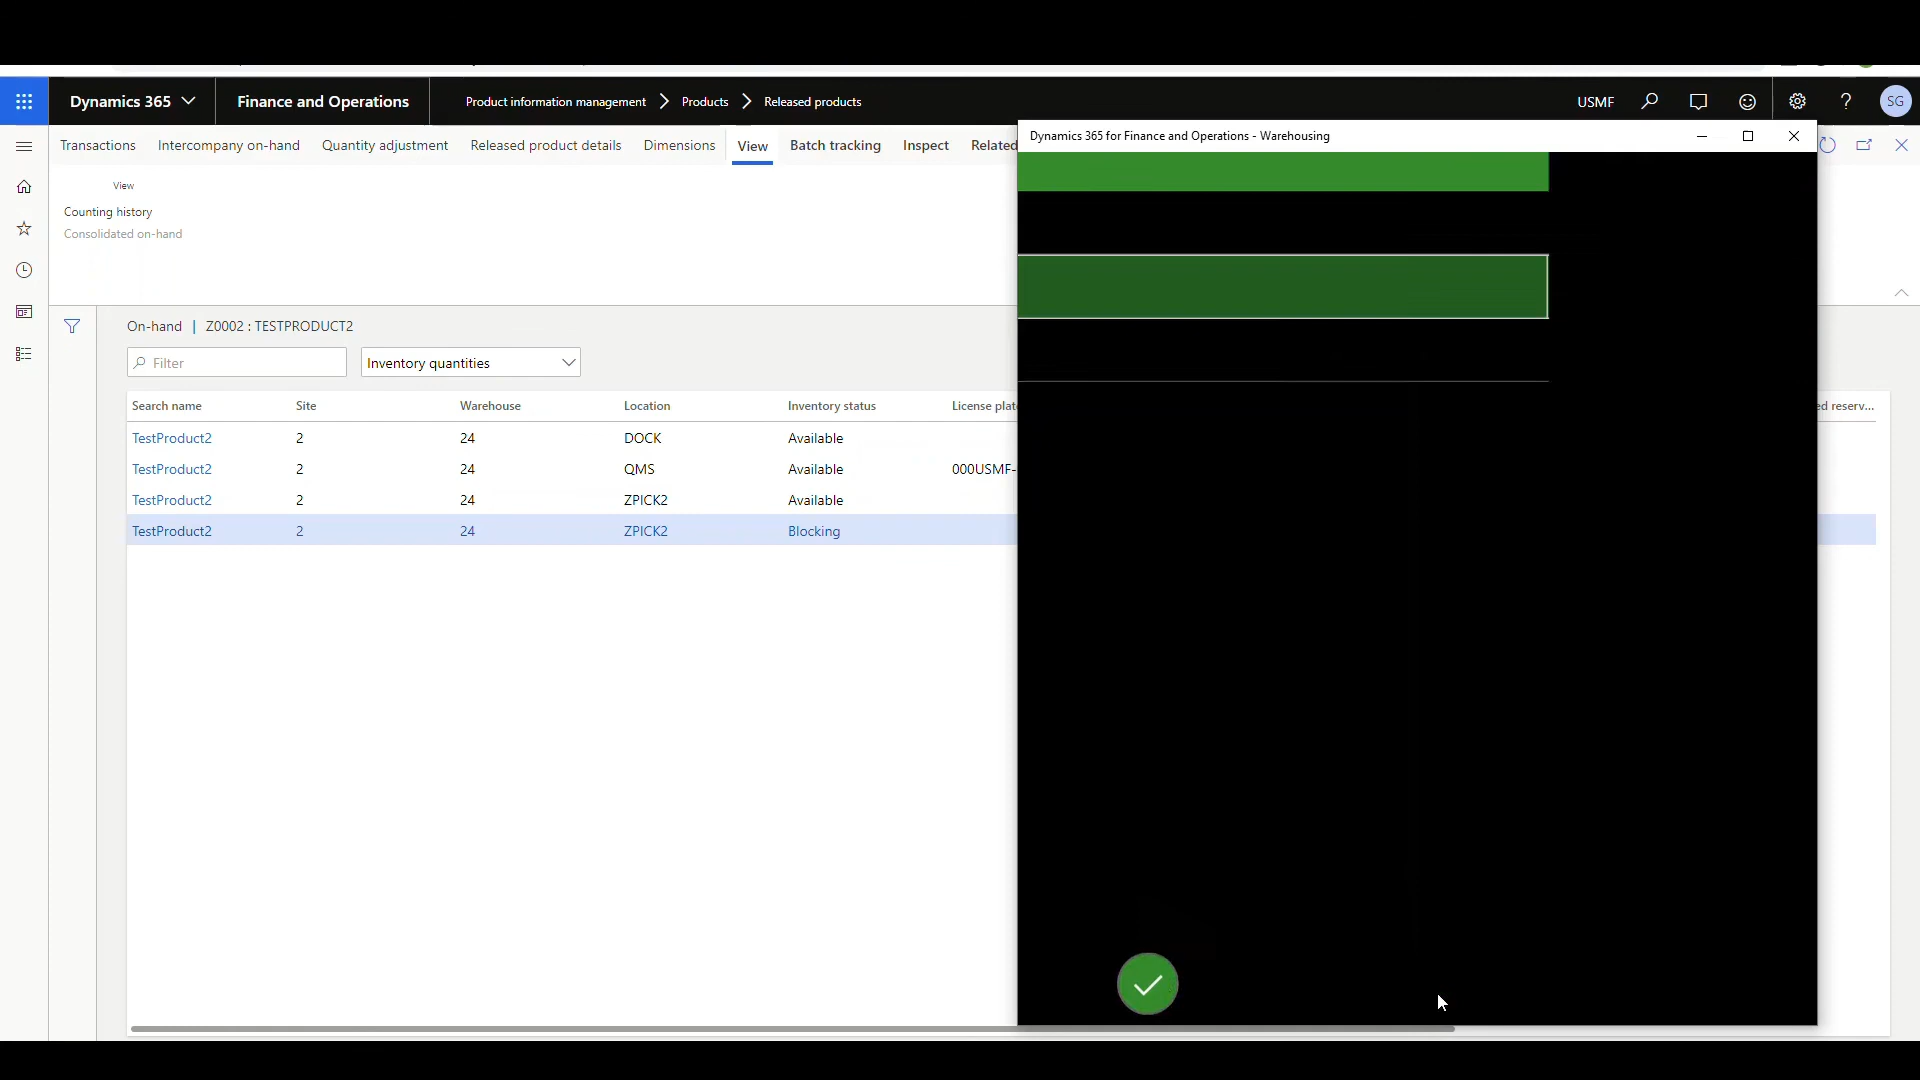 Dynamics 365 Finance and Operations Product information management Products Released products USMF ? SG
Transactions Intercompany on-hand Quantity adjustment Released product details Dimensions View Batch tracking Inspect Related
Dynamics 365 for Finance and Operations - Warehousing
View
Counting history
Consolidated on-hand
On-hand | Z0002 : TESTPRODUCT2
Filter Inventory quantities
Search name Site Warehouse Location Inventory status License plat ed reserv...
TestProduct2 2 24 DOCK Available
TestProduct2 2 24 QMS Available 000USMF-
TestProduct2 2 24 ZPICK2 Available
TestProduct2 2 24 ZPICK2 Blocking